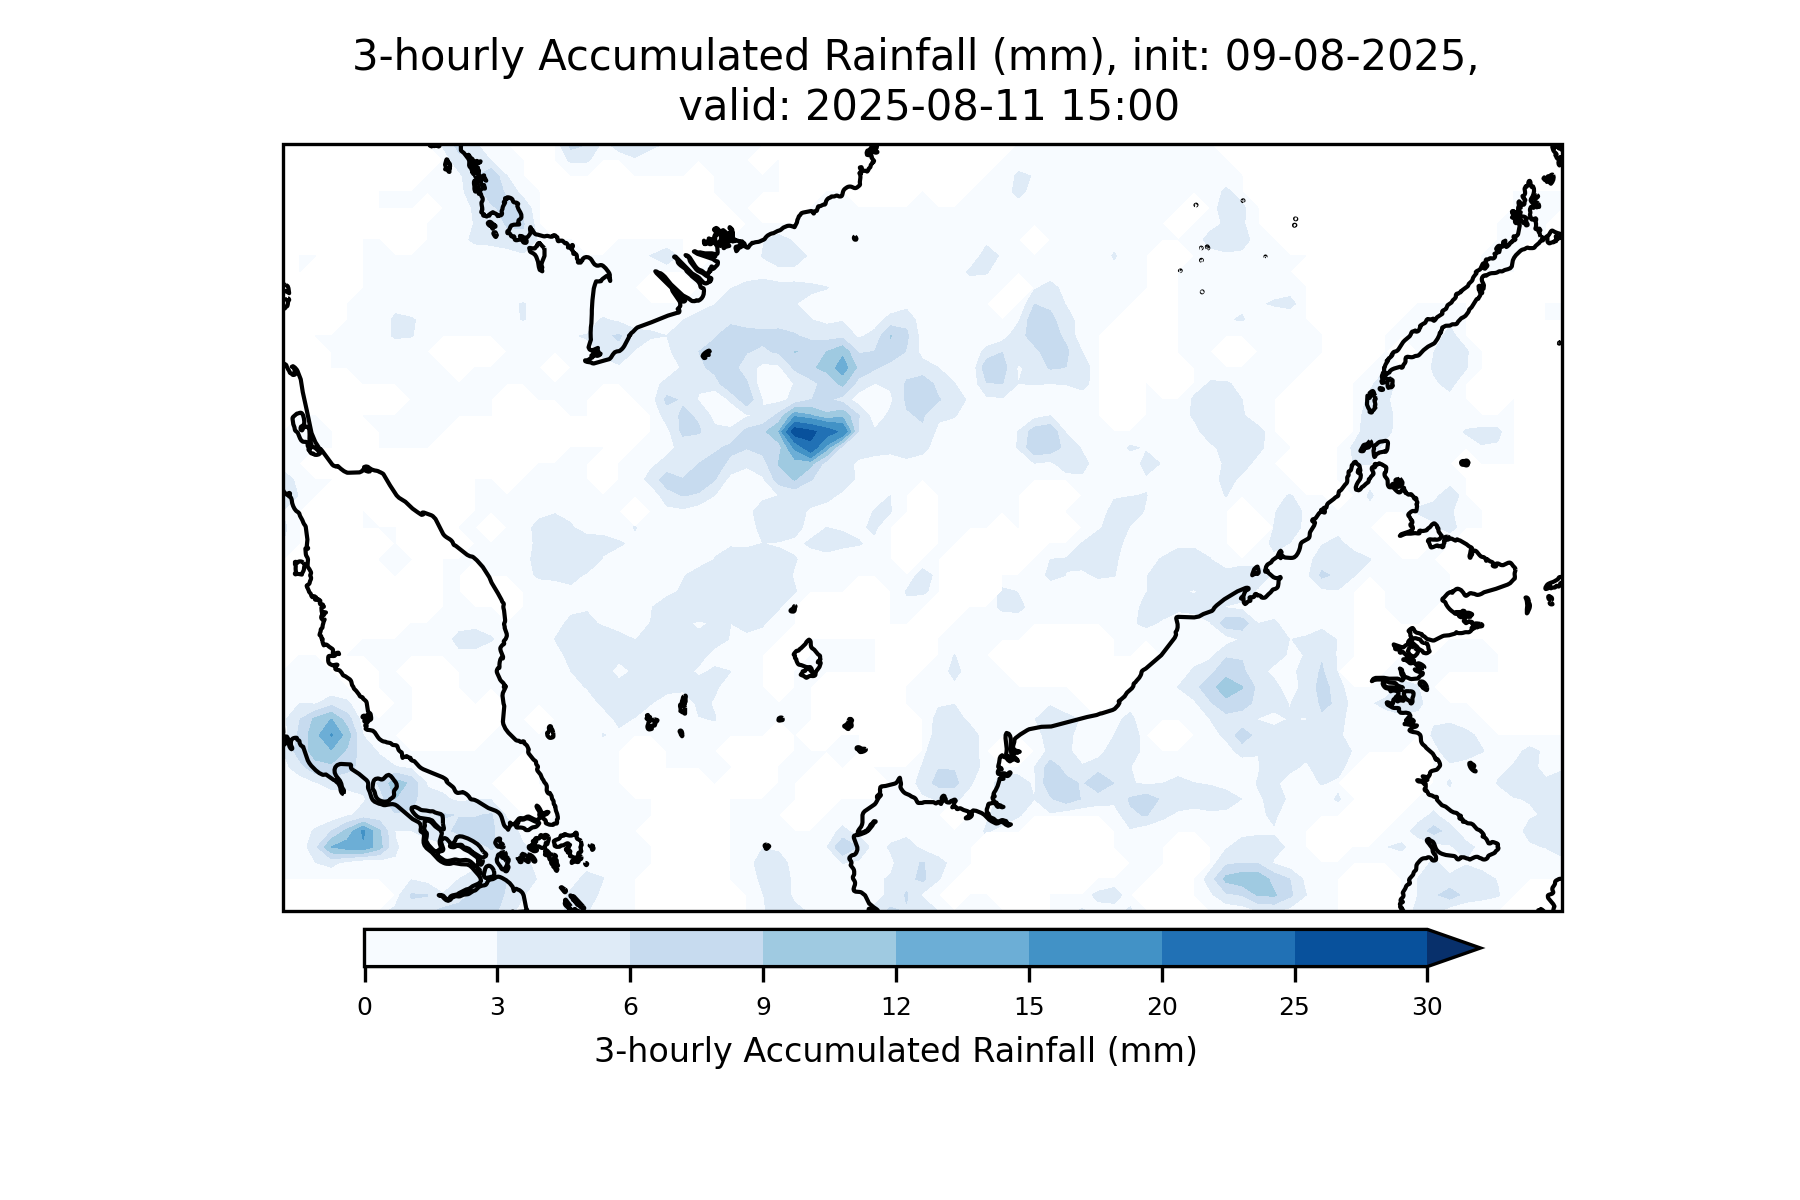 3-hourly Accumulated Rainfall (mm), init: 09-08-2025,
valid: 2025-08-11 15:00
0 3 6 9 12 15 20 25 30
3-hourly Accumulated Rainfall (mm)